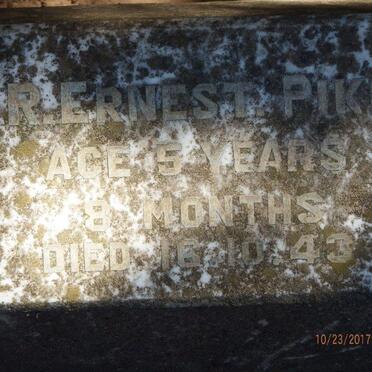 R. ERNEST. PIK
AGE 5 YEARS
8 MONTHS
DIED 16.10.43
10/23/2017